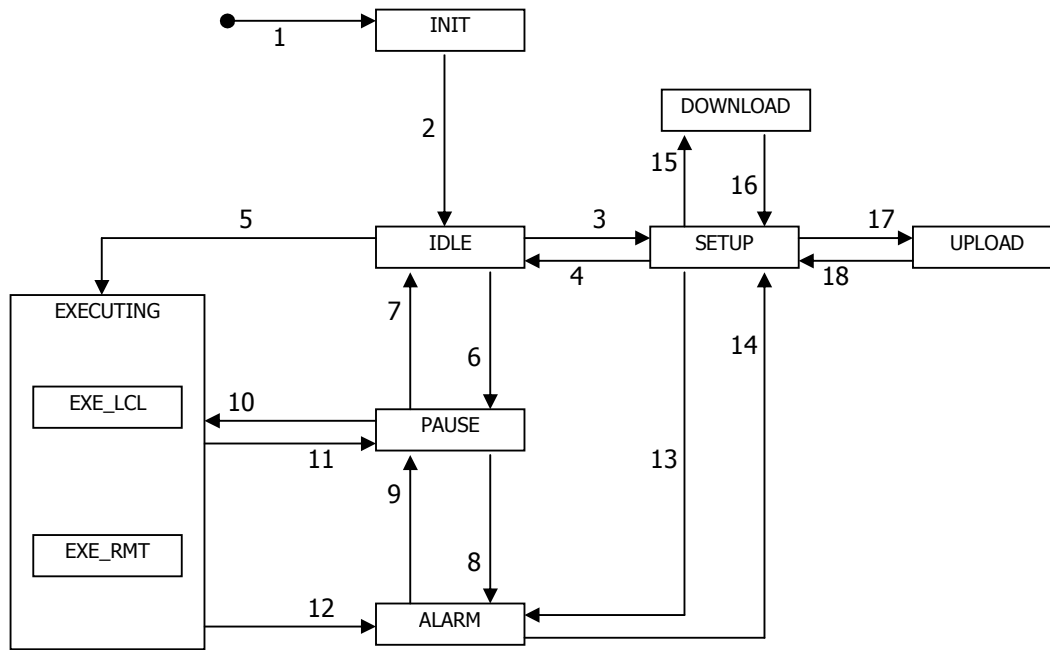 INIT
1
DOWNLOAD
2
15
16
5
3
17
IDLE
SETUP
UPLOAD
4
18
EXECUTING
7
14
6
EXE_LCL
10
PAUSE
11
13
9
EXE_RMT
8
12
ALARM